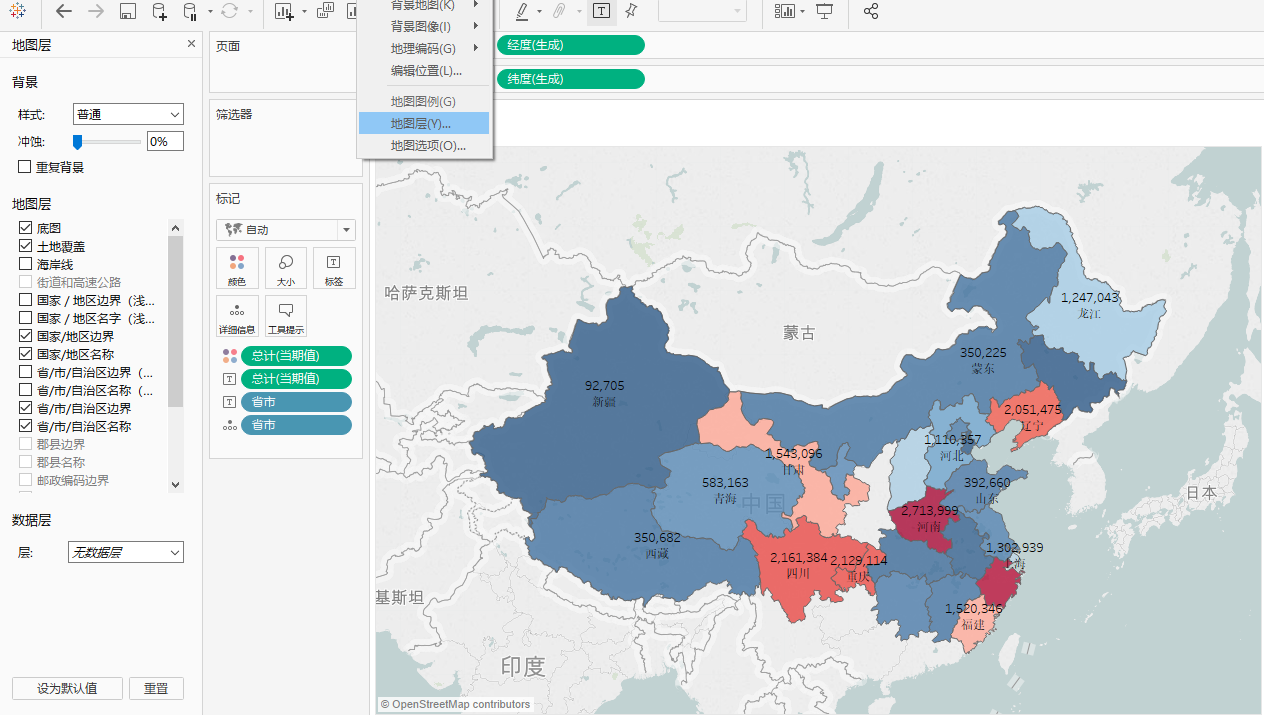 背景地图(K)
背景图像(I)
地理编码(G)
编辑位置(L)...
地图图例(G)
地图层(Y)...
地图选项(O)...
地图层
背景
样式:
普通
冲蚀:
0%
重复背景
地图层
底图
土地覆盖
海岸线
街道和高速公路
国家 / 地区边界（浅...
国家 / 地区名字（浅...
国家/地区边界
国家/地区名称
省/市/自治区边界（...
省/市/自治区名称（...
省/市/自治区边界
省/市/自治区名称
郡县边界
郡县名称
邮政编码边界
数据层
层:
无数据层
设为默认值
重置
页面
筛选器
标记
自动
颜色
大小
标签
详细信息
工具提示
总计(当期值)
总计(当期值)
省市
省市
经度(生成)
纬度(生成)
哈萨克斯坦
蒙古
中国
日本
基斯坦
印度
1,247,043
龙江
350,225
蒙东
92,705
新疆
2,051,475
辽宁
1,110,357
河北
1,543,096
甘肃
583,163
青海
392,660
山东
2,713,999
河南
350,682
西藏
1,302,939
上海
2,161,384
四川
2,129,114
重庆
1,520,346
福建
© OpenStreetMap contributors